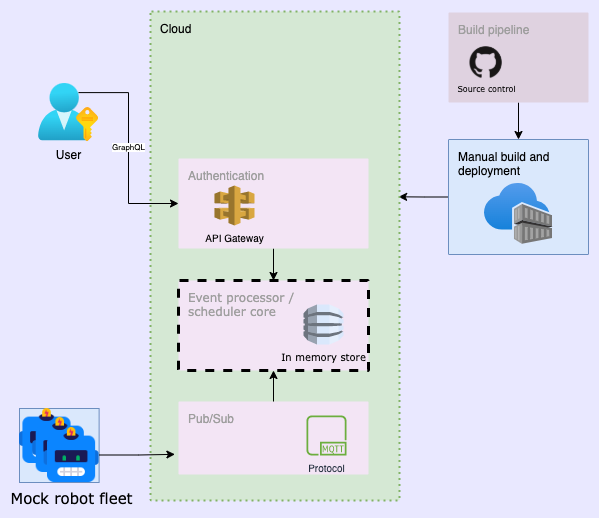 Cloud
Build pipeline
Source control
User
GraphQL
Manual build and
deployment
Authentication
API Gateway
Event processor /
scheduler core
In memory store
Pub/Sub
MQTT
Protocol
Mock robot fleet